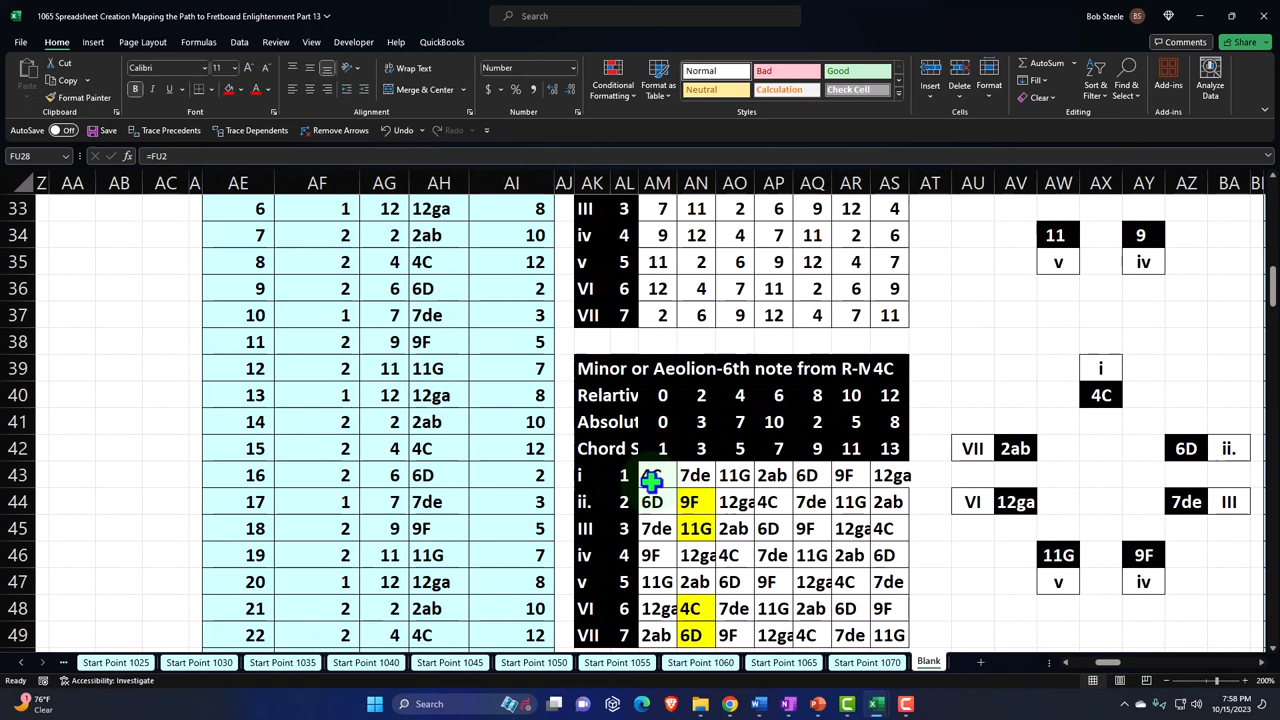 1065 Spreadsheet Creation Mapping the Path to Fretboard Enlightenment Part 13
Search
Bob Steele BS
File Home Insert Page Layout Formulas Data Review View Developer Help QuickBooks Comments Share
Cut
Copy
Format Painter
Paste
Calibri 11
Wrap Text
Merge & Center
Number
Conditional Formatting
Format as Table
Normal Bad Good
Neutral Calculation Check Cell
Insert Delete Format
AutoSum
Fill
Clear
Sort & Filter
Find & Select
Add-ins
Analyze Data
Clipboard Font Alignment Number Styles Cells Editing Add-ins
AutoSave Off Save Trace Precedents Trace Dependents Remove Arrows Undo Redo
FU28 fx =FU2
Z AA AB AC A AE AF AG AH AI AJ AK AL AM AN AO AP AQ AR AS AT AU AV AW AX AY AZ BA
33 6 1 12 12ga 8 III 3 7 11 2 6 9 12 4
34 7 2 2 2ab 10 iv 4 9 12 4 7 11 2 6 11 9
35 8 2 4 4C 12 v 5 11 2 6 9 12 4 7 v iv
36 9 2 6 6D 2 VI 6 12 4 7 11 2 6 9
37 10 1 7 7de 3 VII 7 2 6 9 12 4 7 11
38 11 2 9 9F 5
39 12 2 11 11G 7 Minor or Aeolion-6th note from R-M 4C i
40 13 1 12 12ga 8 Relartiv 0 2 4 6 8 10 12 4C
41 14 2 2 2ab 10 Absolut 0 3 7 10 2 5 8
42 15 2 4 4C 12 Chord S 1 3 5 7 9 11 13 VII 2ab 6D ii.
43 16 2 6 6D 2 i 1 4C 7de 11G 2ab 6D 9F 12ga
44 17 1 7 7de 3 ii. 2 6D 9F 12ga 4C 7de 11G 2ab VI 12ga 7de III
45 18 2 9 9F 5 III 3 7de 11G 2ab 6D 9F 12ga 4C
46 19 2 11 11G 7 iv 4 9F 12ga 4C 7de 11G 2ab 6D 11G 9F
47 20 1 12 12ga 8 v 5 11G 2ab 6D 9F 12ga 4C 7de v iv
48 21 2 2 2ab 10 VI 6 12ga 4C 7de 11G 2ab 6D 9F
49 22 2 4 4C 12 VII 7 2ab 6D 9F 12ga 4C 7de 11G
Start Point 1025 Start Point 1030 Start Point 1035 Start Point 1040 Start Point 1045 Start Point 1050 Start Point 1055 Start Point 1060 Start Point 1065 Start Point 1070 Blank
Ready Accessibility: Investigate 200%
76°F
Clear
Search
7:58 PM
10/15/2023